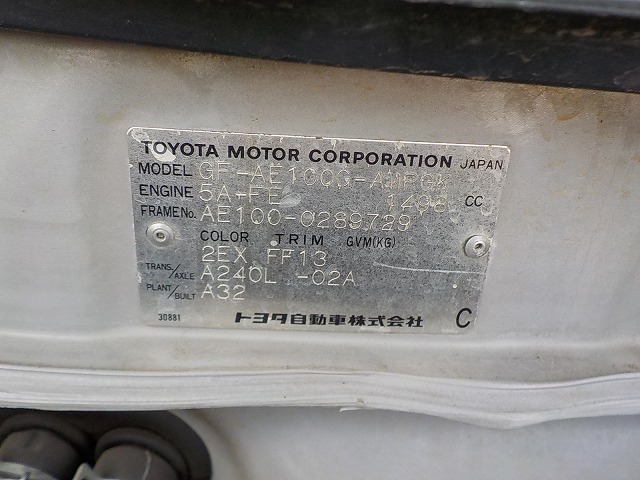 TOYOTA MOTOR CORPORATION JAPAN
MODEL GF-AE100G-AWPGK
ENGINE 5A-FE 1498 CC
FRAME No. AE100-0289729
COLOR TRIM GVM(KG)
2EX FF13
TRANS./AXLE A240L -02A
PLANT/BUILT A32
30881 トヨタ自動車株式会社 C